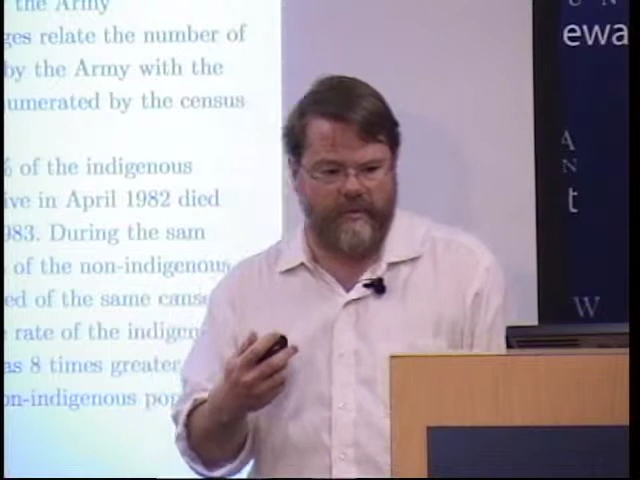 the Army
ges relate the number of
by the Army with the
umerated by the census
% of the indigenous
ive in April 1982 died
983. During the sam
of the non-indigenous
ed of the same cause
rate of the indigen
as 8 times greater
on-indigenous pop
U N
ewa
A
N
t
W